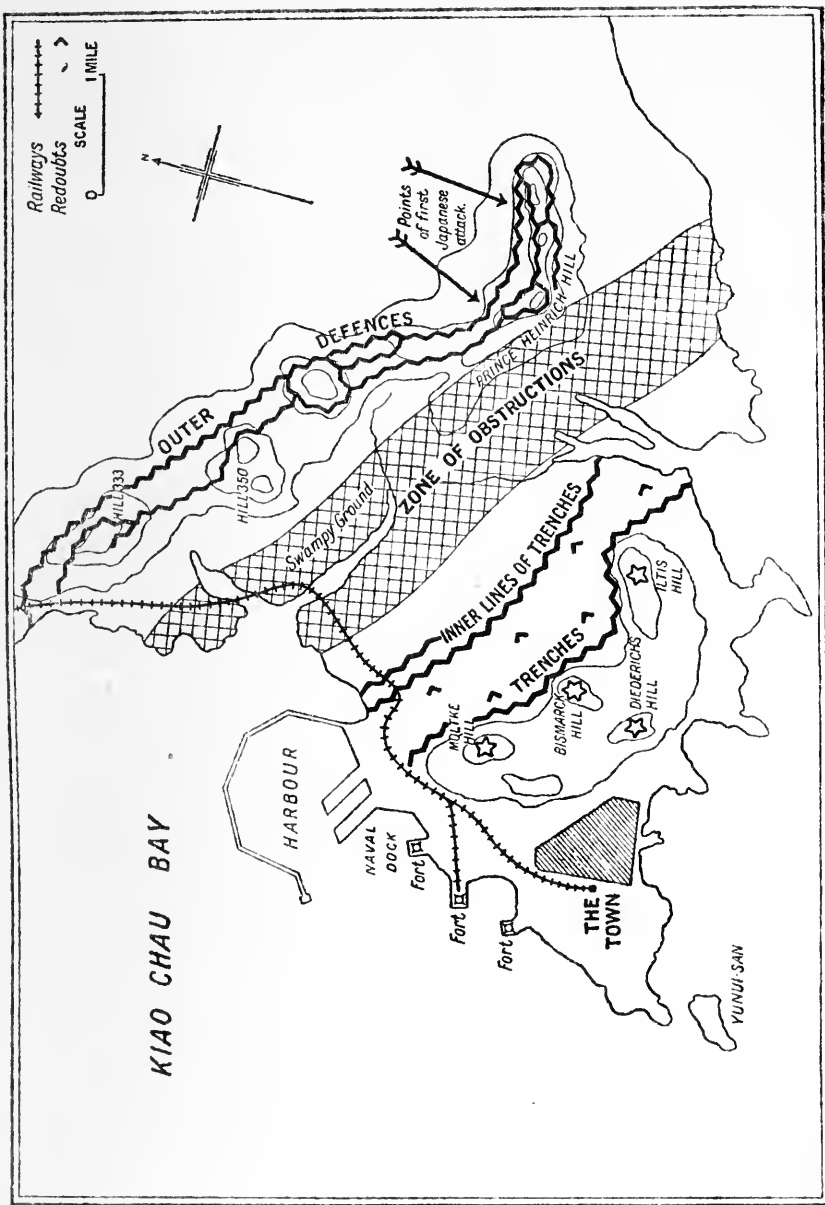 Railways
Redoubts
SCALE
0 1 MILE
N
Points
of first
Japanese
attack.
OUTER DEFENCES
HILL 333
HILL 350
PRINCE HEINRICH HILL
Swampy Ground
ZONE OF OBSTRUCTIONS
INNER LINES OF TRENCHES
TRENCHES
ILTIS
HILL
DIEDERICHS
HILL
BISMARCK
HILL
MOLTKE
HILL
KIAO CHAU BAY
HARBOUR
NAVAL
DOCK
Fort
Fort
Fort
THE
TOWN
YUNUI-SAN